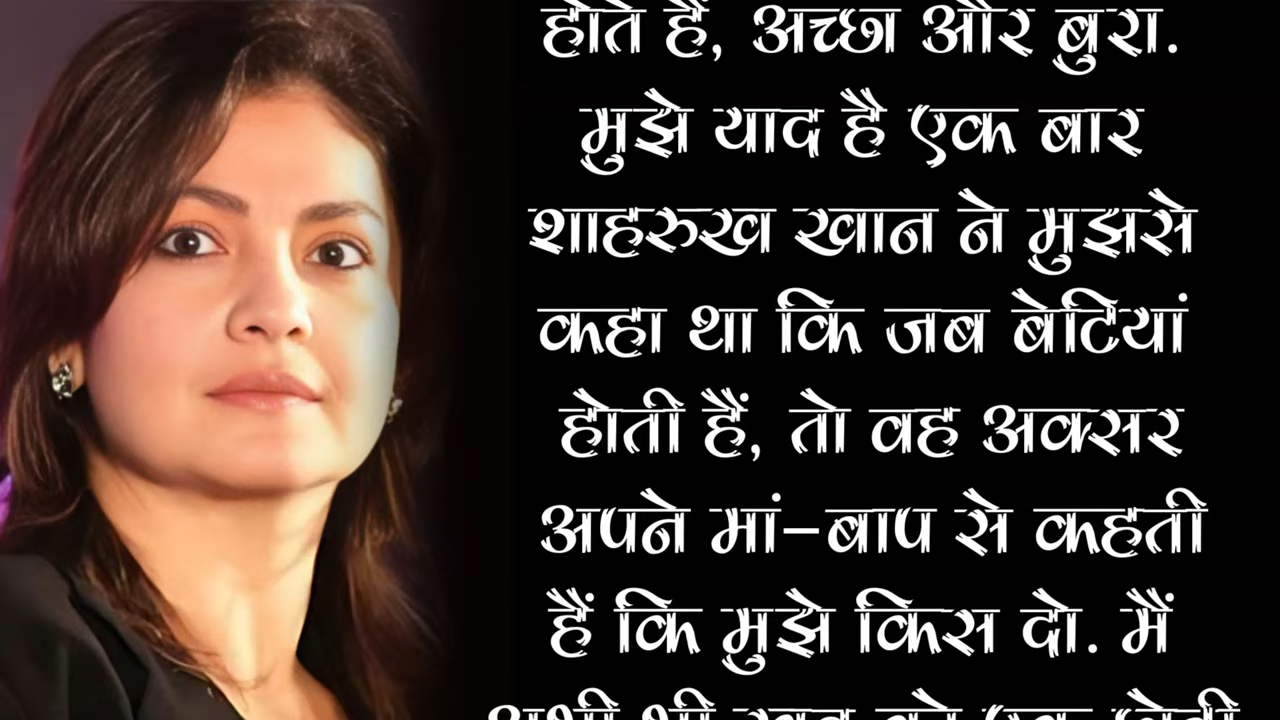 होते हैं, अच्छा और बुरा.
मुझे याद है एक बार
शाहरुख खान ने मुझसे
कहा था कि जब बेटियां
होती हैं, तो वह अक्सर
अपने मां-बाप से कहती
हैं कि मुझे किस दो. मैं